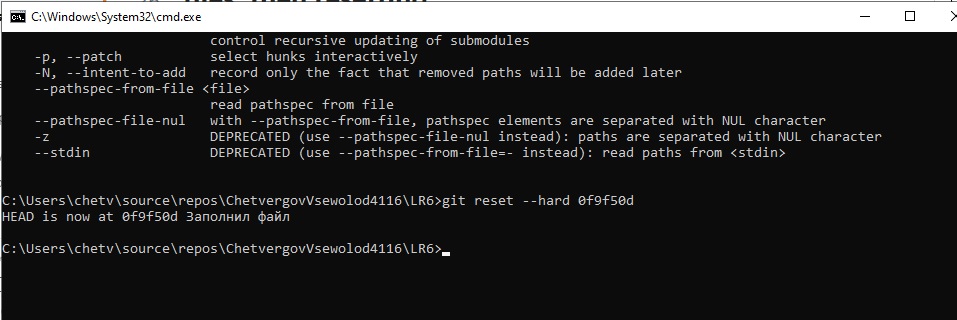 C:\Windows\System32\cmd.exe
control recursive updating of submodules
-p, --patch select hunks interactively
-N, --intent-to-add record only the fact that removed paths will be added later
--pathspec-from-file <file>
read pathspec from file
--pathspec-file-nul with --pathspec-from-file, pathspec elements are separated with NUL character
-z DEPRECATED (use --pathspec-file-nul instead): paths are separated with NUL character
--stdin DEPRECATED (use --pathspec-from-file=- instead): read paths from <stdin>
C:\Users\chetv\source\repos\ChetvergovVsewolod4116\LR6>git reset --hard 0f9f50d
HEAD is now at 0f9f50d Заполнил файл
C:\Users\chetv\source\repos\ChetvergovVsewolod4116\LR6>